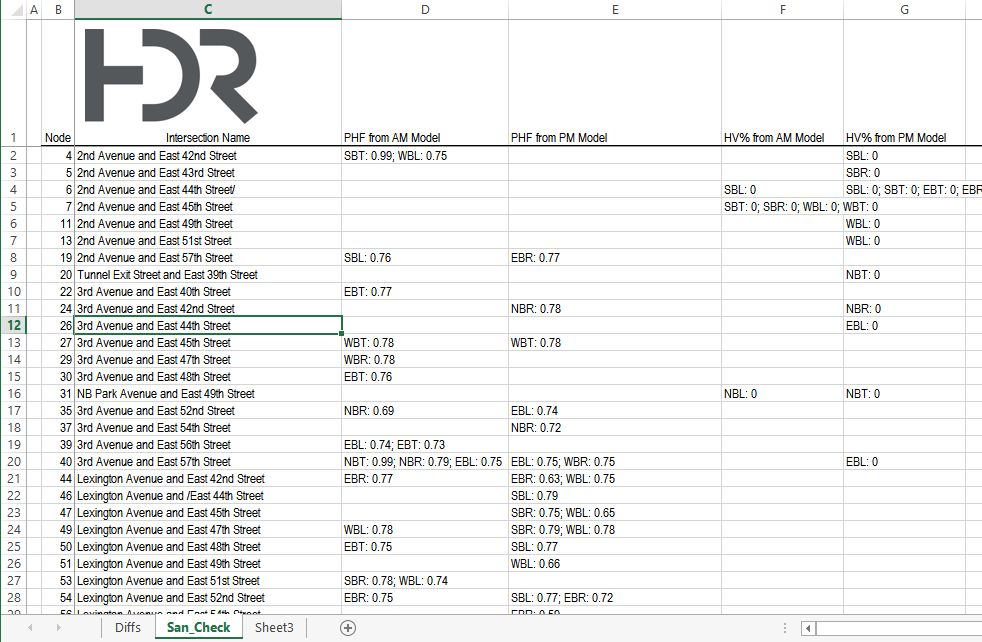 A B C D E F G
HDR
1 Node Intersection Name PHF from AM Model PHF from PM Model HV% from AM Model HV% from PM Model
2 4 2nd Avenue and East 42nd Street SBT: 0.99; WBL: 0.75 SBL: 0
3 5 2nd Avenue and East 43rd Street SBR: 0
4 6 2nd Avenue and East 44th Street/ SBL: 0 SBL: 0; SBT: 0; EBT: 0; EBR
5 7 2nd Avenue and East 45th Street SBT: 0; SBR: 0; WBL: 0; WBT: 0
6 11 2nd Avenue and East 49th Street WBL: 0
7 13 2nd Avenue and East 51st Street WBL: 0
8 19 2nd Avenue and East 57th Street SBL: 0.76 EBR: 0.77
9 20 Tunnel Exit Street and East 39th Street NBT: 0
10 22 3rd Avenue and East 40th Street EBT: 0.77
11 24 3rd Avenue and East 42nd Street NBR: 0.78 NBR: 0
12 26 3rd Avenue and East 44th Street EBL: 0
13 27 3rd Avenue and East 45th Street WBT: 0.78 WBT: 0.78
14 29 3rd Avenue and East 47th Street WBR: 0.78
15 30 3rd Avenue and East 48th Street EBT: 0.76
16 31 NB Park Avenue and East 49th Street NBL: 0 NBT: 0
17 35 3rd Avenue and East 52nd Street NBR: 0.69 EBL: 0.74
18 37 3rd Avenue and East 54th Street NBR: 0.72
19 39 3rd Avenue and East 56th Street EBL: 0.74; EBT: 0.73
20 40 3rd Avenue and East 57th Street NBT: 0.99; NBR: 0.79; EBL: 0.75 EBL: 0.75; WBR: 0.75 EBL: 0
21 44 Lexington Avenue and East 42nd Street EBR: 0.77 EBR: 0.63; WBL: 0.75
22 46 Lexington Avenue and /East 44th Street SBL: 0.79
23 47 Lexington Avenue and East 45th Street SBR: 0.75; WBL: 0.65
24 49 Lexington Avenue and East 47th Street WBL: 0.78 SBR: 0.79; WBL: 0.78
25 50 Lexington Avenue and East 48th Street EBT: 0.75 SBL: 0.77
26 51 Lexington Avenue and East 49th Street WBL: 0.66
27 53 Lexington Avenue and East 51st Street SBR: 0.78; WBL: 0.74
28 54 Lexington Avenue and East 52nd Street EBR: 0.75 SBL: 0.77; EBR: 0.72
29 56 Lexington Avenue and East 54th Street EBR: 0.59
Diffs San_Check Sheet3